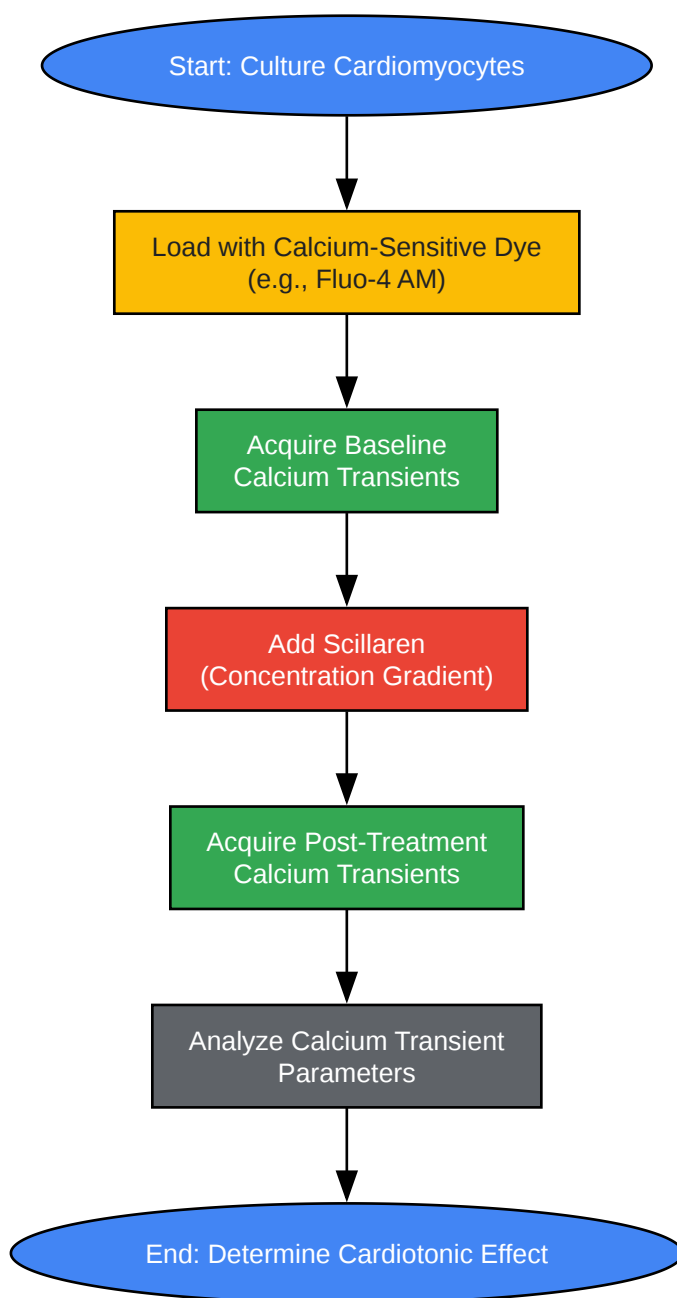 Start: Culture Cardiomyocytes
Load with Calcium-Sensitive Dye
(e.g., Fluo-4 AM)
Acquire Baseline
Calcium Transients
Add Scillaren
(Concentration Gradient)
Acquire Post-Treatment
Calcium Transients
Analyze Calcium Transient
Parameters
End: Determine Cardiotonic Effect